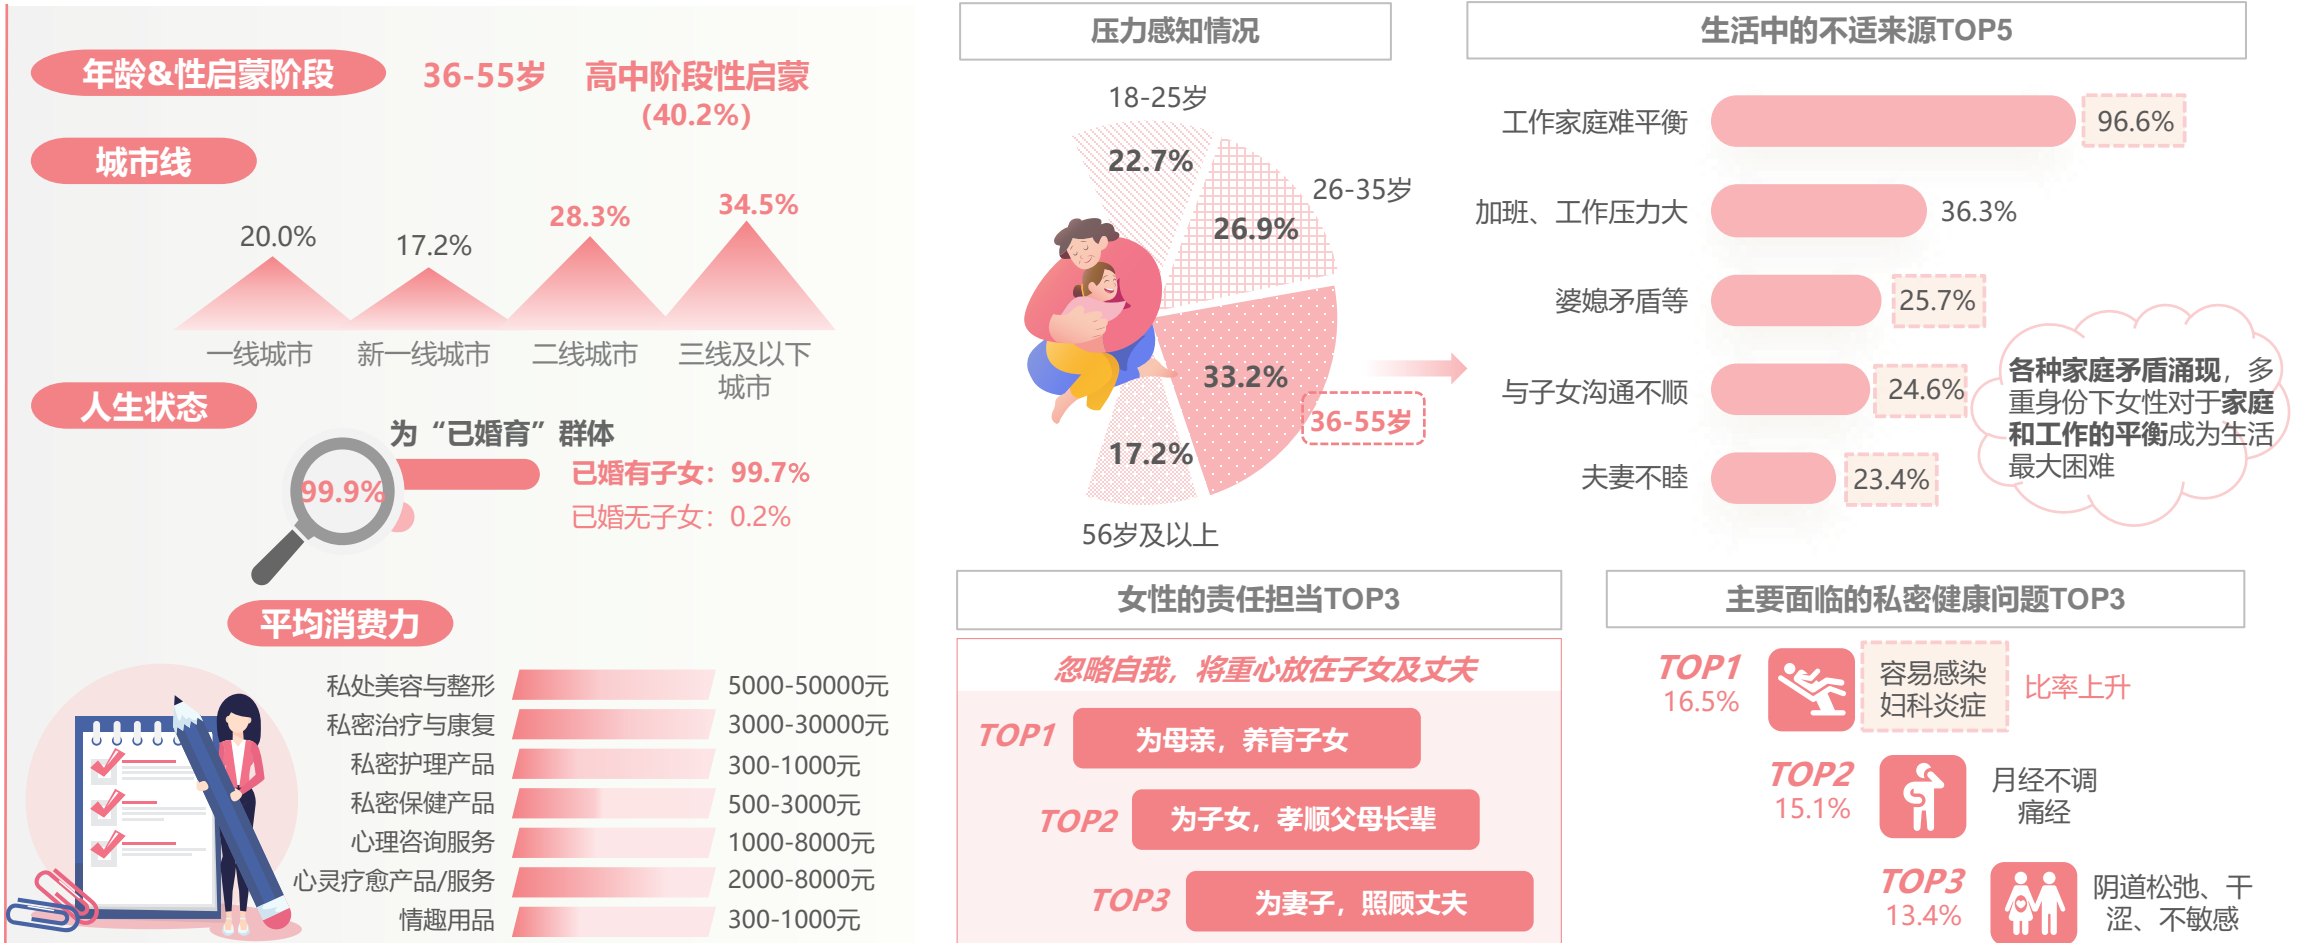 年龄&性启蒙阶段
36-55岁
高中阶段性启蒙
(40.2%)
城市线
20.0%
17.2%
28.3%
34.5%
一线城市
新一线城市
二线城市
三线及以下
城市
人生状态
为“已婚育”群体
99.9%
已婚有子女：99.7%
已婚无子女：0.2%
平均消费力
私处美容与整形 5000-50000元
私密治疗与康复 3000-30000元
私密护理产品 300-1000元
私密保健产品 500-3000元
心理咨询服务 1000-8000元
心灵疗愈产品/服务 2000-8000元
情趣用品 300-1000元
压力感知情况
18-25岁
22.7%
26-35岁
26.9%
33.2%
36-55岁
17.2%
56岁及以上
生活中的不适来源TOP5
工作家庭难平衡 96.6%
加班、工作压力大 36.3%
婆媳矛盾等 25.7%
与子女沟通不顺 24.6%
夫妻不睦 23.4%
各种家庭矛盾涌现，多
重身份下女性对于家庭
和工作的平衡成为生活
最大困难
女性的责任担当TOP3
忽略自我，将重心放在子女及丈夫
TOP1 为母亲，养育子女
TOP2 为子女，孝顺父母长辈
TOP3 为妻子，照顾丈夫
主要面临的私密健康问题TOP3
TOP1
16.5%
容易感染
妇科炎症
比率上升
TOP2
15.1%
月经不调
痛经
TOP3
13.4%
阴道松弛、干
涩、不敏感